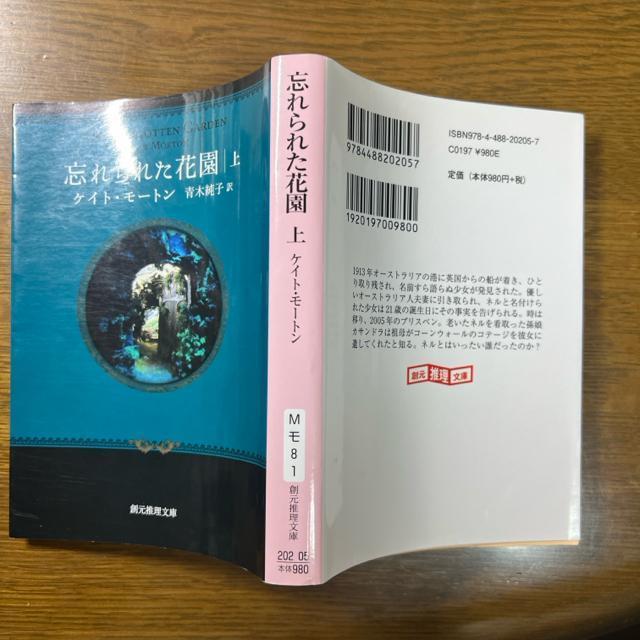 OTTEN GARDEN
MORTON
忘れられた花園 上
ケイト・モートン 青木純子 訳
創元推理文庫
忘れられた花園 上 ケイト・モートン
Mモ81
創元推理文庫
202 05
本体980
9784488202057
1920197009800
ISBN978-4-488-20205-7
C0197 ¥980E
定価（本体980円+税）
1913年オーストラリアの港に英国からの船が着き、ひと
り取り残され、名前すら語らぬ少女が発見された。優し
いオーストラリア人夫妻に引き取られ、ネルと名付けら
れた少女は21歳の誕生日にその事実を告げられる。時は
移り、2005年のブリスベン。老いたネルを看取った孫娘
カサンドラは祖母がコーンウォールのコテージを彼女に
遺してくれたと知る。ネルとはいったい誰だったのか？
創元推理文庫